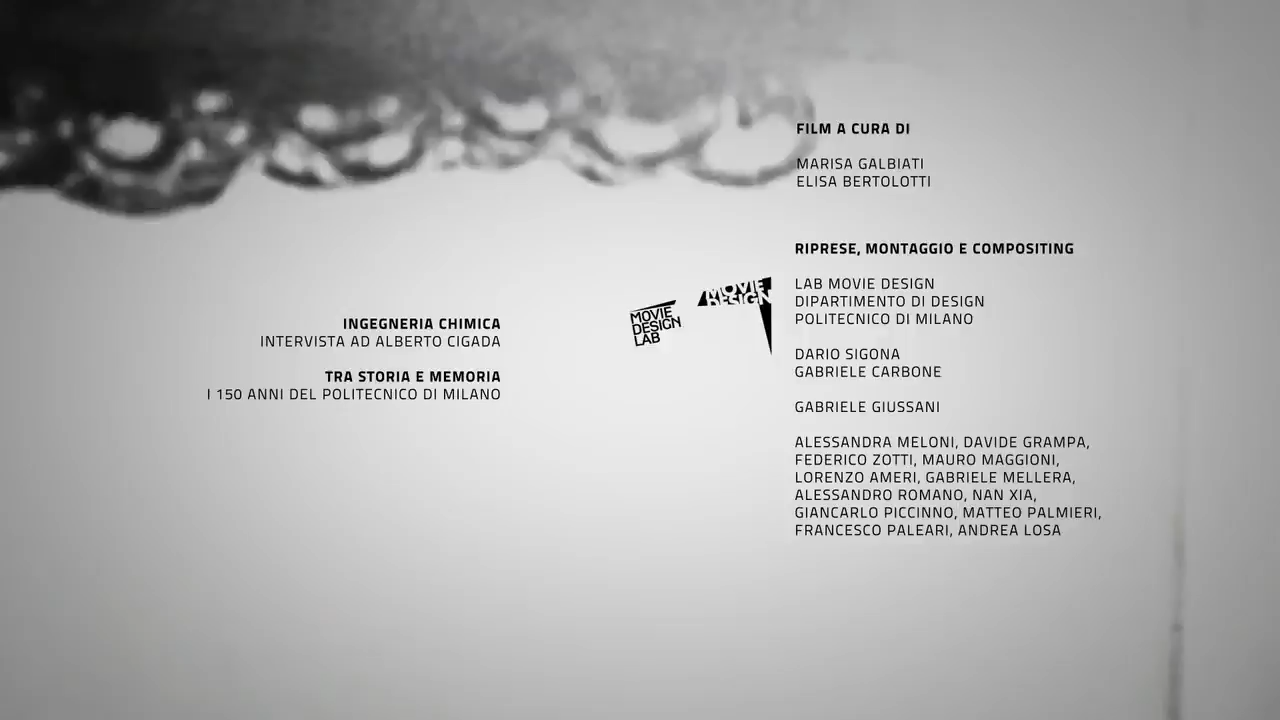 INGEGNERIA CHIMICA
INTERVISTA AD ALBERTO CIGADA
TRA STORIA E MEMORIA
I 150 ANNI DEL POLITECNICO DI MILANO
MOVIE
DESIGN
LAB
MOVIE
DESIGN
FILM A CURA DI
MARISA GALBIATI
ELISA BERTOLOTTI
RIPRESE, MONTAGGIO E COMPOSITING
LAB MOVIE DESIGN
DIPARTIMENTO DI DESIGN
POLITECNICO DI MILANO
DARIO SIGONA
GABRIELE CARBONE
GABRIELE GIUSSANI
ALESSANDRA MELONI, DAVIDE GRAMPA,
FEDERICO ZOTTI, MAURO MAGGIONI,
LORENZO AMERI, GABRIELE MELLERA,
ALESSANDRO ROMANO, NAN XIA,
GIANCARLO PICCINNO, MATTEO PALMIERI,
FRANCESCO PALEARI, ANDREA LOSA